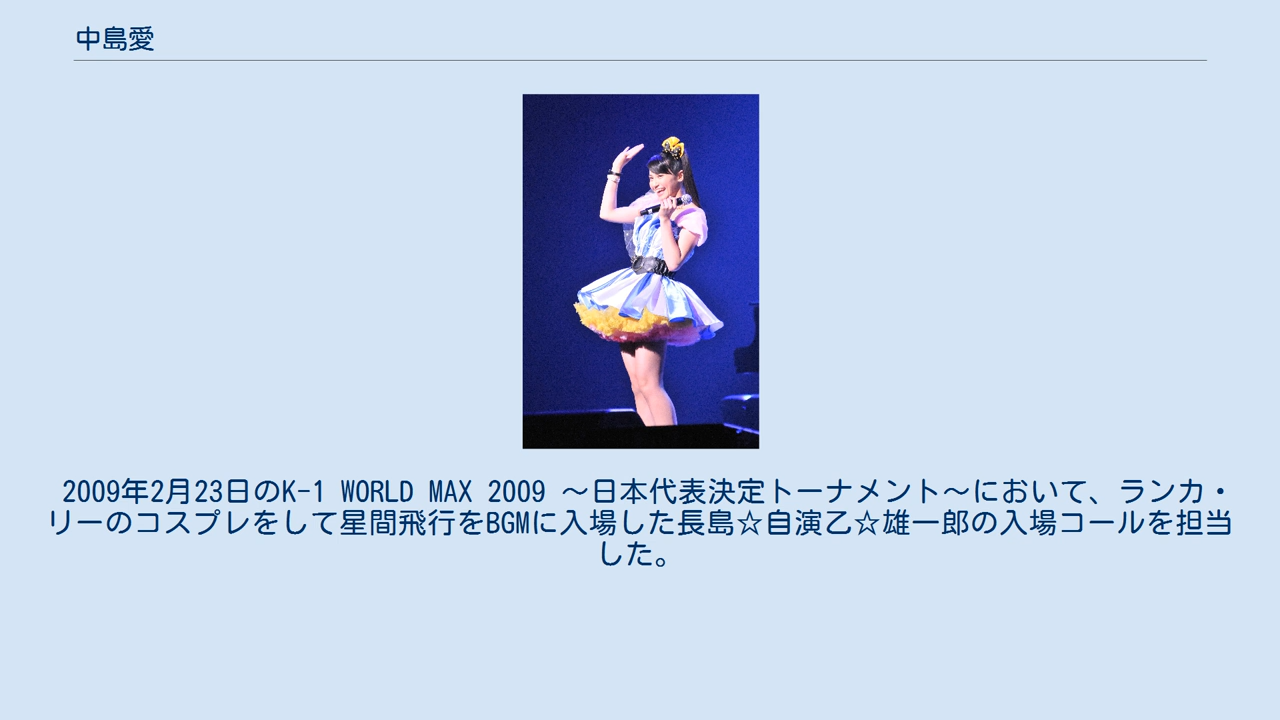 中島愛
2009年2月23日のK-1 WORLD MAX 2009 ～日本代表決定トーナメント～において、ランカ・
リーのコスプレをして星間飛行をBGMに入場した長島☆自演乙☆雄一郎の入場コールを担当
した。